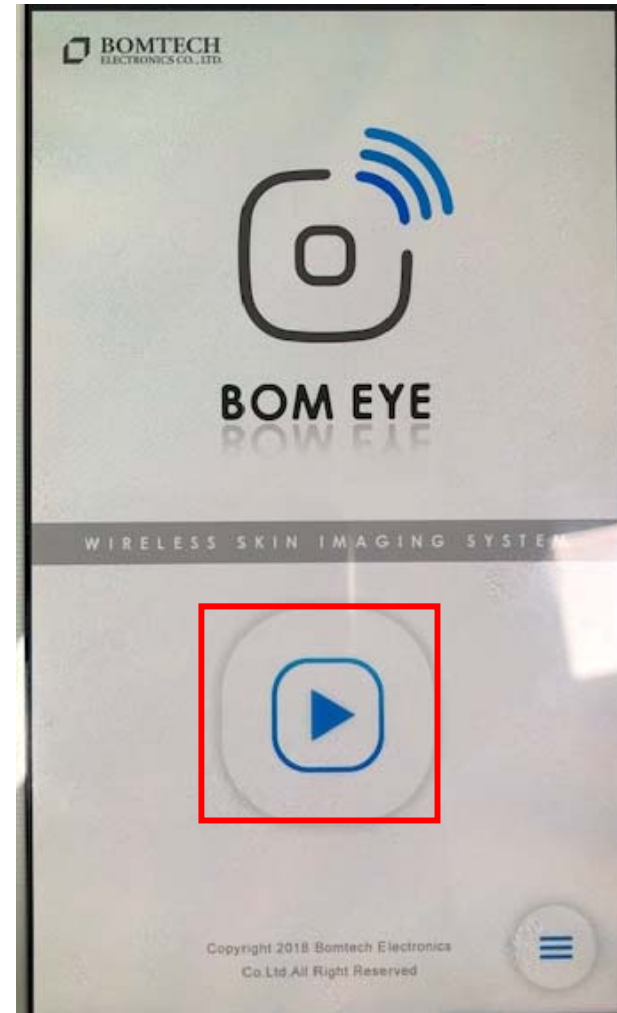 BOMTECH
ELECTRONICS CO., LTD.
BOM EYE
WIRELESS SKIN IMAGING SYSTEM
Copyright 2018 Bomtech Electronics
Co.Ltd.All Right Reserved